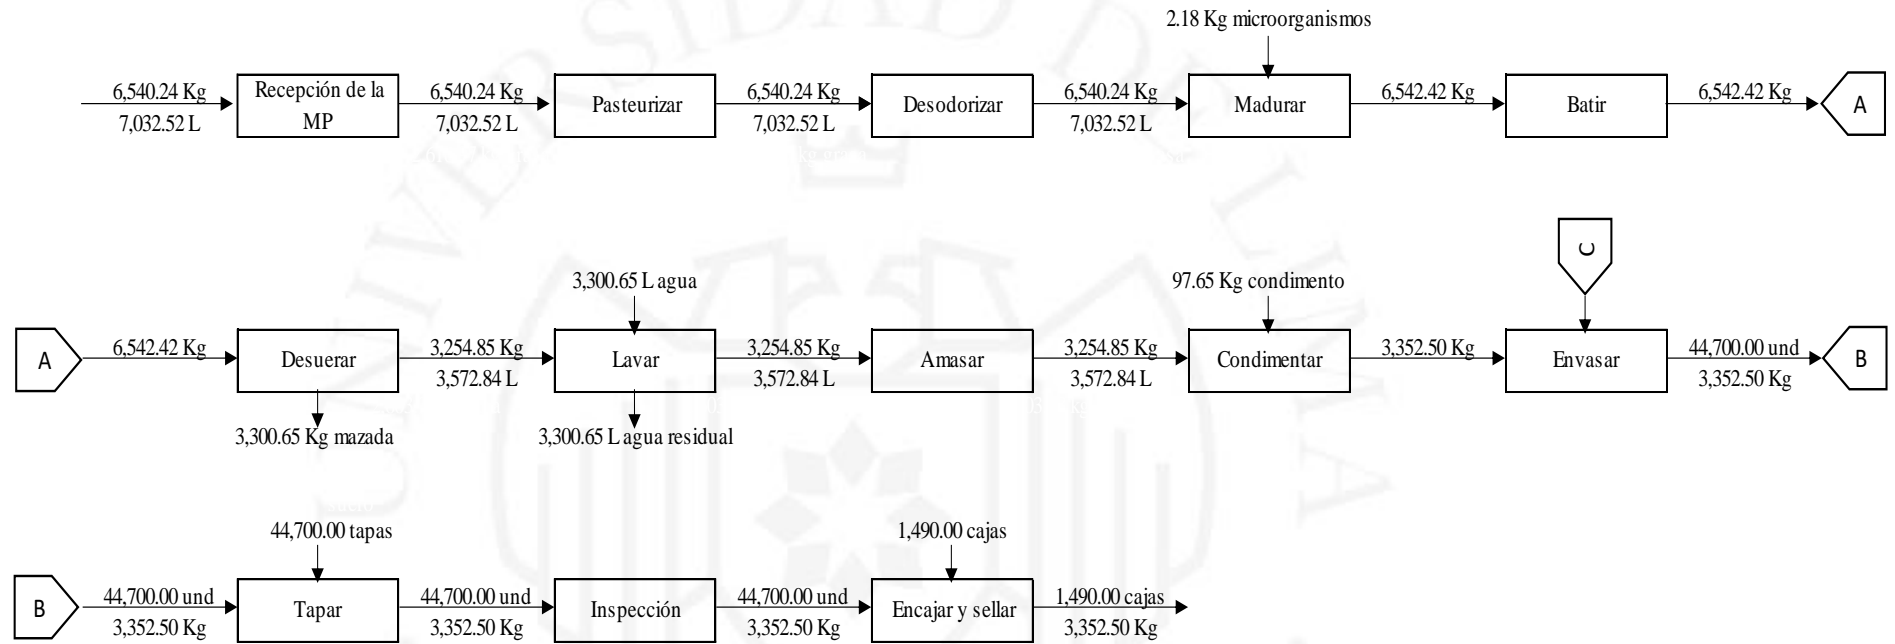 2.18 Kg microorganismos
6,540.24 Kg
7,032.52 L
Recepción de la
MP
6,540.24 Kg
7,032.52 L
Pasteurizar
6,540.24 Kg
7,032.52 L
Desodorizar
6,540.24 Kg
7,032.52 L
Madurar
6,542.42 Kg
Batir
6,542.42 Kg
A
A
6,542.42 Kg
Desuerar
3,300.65 Kg mazada
3,254.85 Kg
3,572.84 L
3,300.65 L agua
Lavar
3,300.65 L agua residual
3,254.85 Kg
3,572.84 L
Amasar
3,254.85 Kg
3,572.84 L
97.65 Kg condimento
Condimentar
3,352.50 Kg
C
Envasar
44,700.00 und
3,352.50 Kg
B
B
44,700.00 und
3,352.50 Kg
44,700.00 tapas
Tapar
44,700.00 und
3,352.50 Kg
Inspección
44,700.00 und
3,352.50 Kg
1,490.00 cajas
Encajar y sellar
1,490.00 cajas
3,352.50 Kg
UNIVERSIDAD DE LIMA